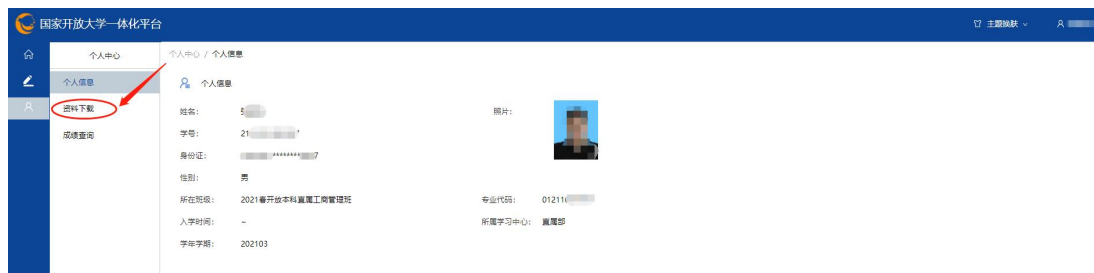 国家开放大学一体化平台
主题换肤
个人中心
个人中心 / 个人信息
个人信息
个人信息
资料下载
姓名:
照片:
成绩查询
学号: 21
身份证: ******** 7
性别: 男
所在班级: 2021春开放本科直属工商管理班
专业代码: 01211
入学时间: ~
所属学习中心: 直属部
学年学期: 202103